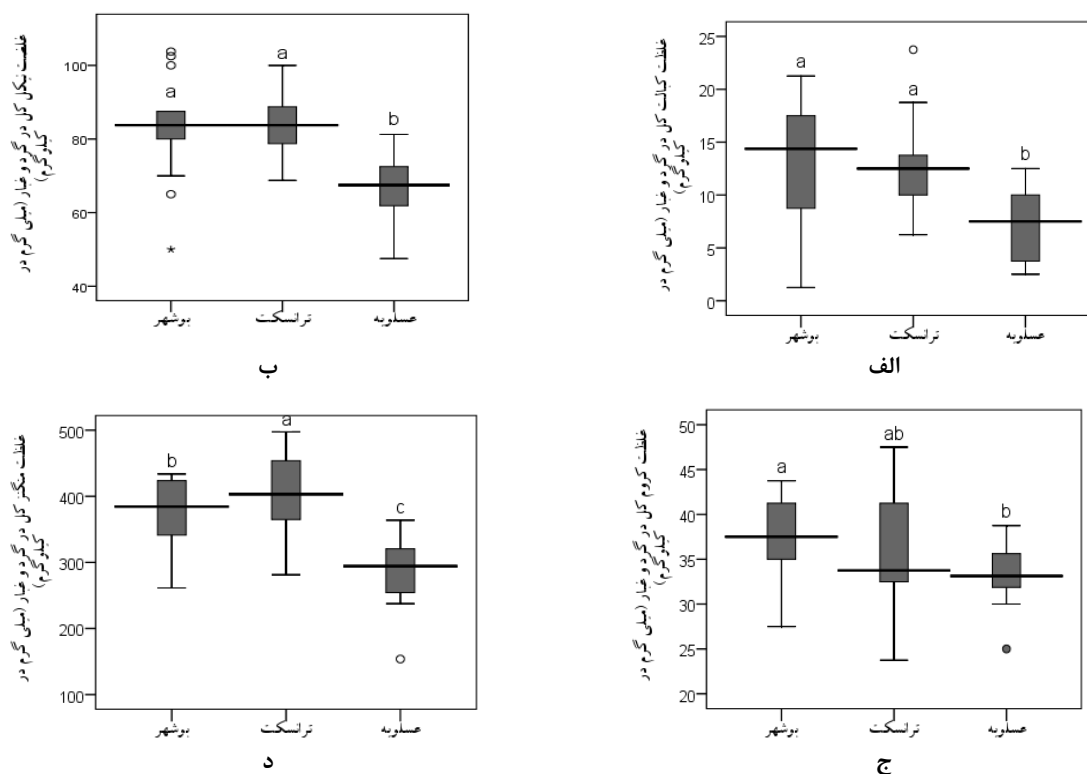 غلظت کبالت کل در گرد و غبار (میلی گرم در
کیلوگرم)
25
20
15
10
5
0
a
a
b
بوشهر
ترانسکت
عسلویه
الف
غلضت نیکل کل در گرد و غبار (میلی گرم در
کیلوگرم)
100
80
60
40
a
a
b
بوشهر
ترانسکت
عسلویه
ب
غلظت کروم کل در گرد و غبار (میلی گرم در
کیلوگرم)
50
45
40
35
30
25
20
a
ab
b
بوشهر
ترانسکت
عسلویه
ج
غلظت منگنز کل در گرد و غبار (میلی گرم در
کیلوگرم)
500
400
300
200
100
b
a
c
بوشهر
ترانسکت
عسلویه
د